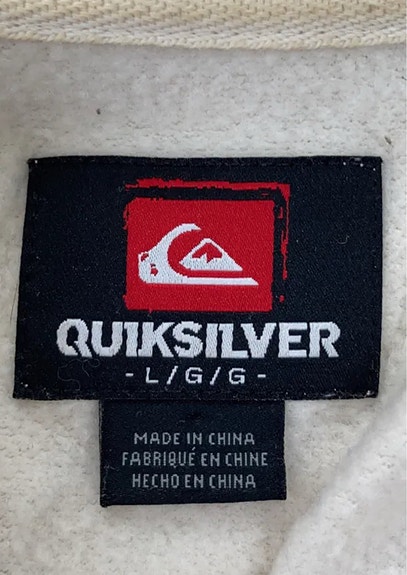 QUIKSILVER
- L/G/G -
MADE IN CHINA
FABRIQUÉ EN CHINE
HECHO EN CHINA